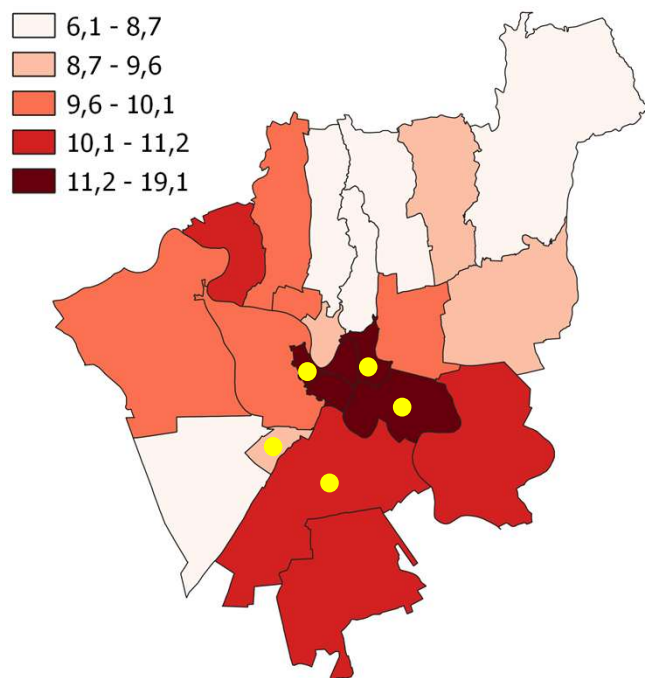 6,1 - 8,7
8,7 - 9,6
9,6 - 10,1
10,1 - 11,2
11,2 - 19,1